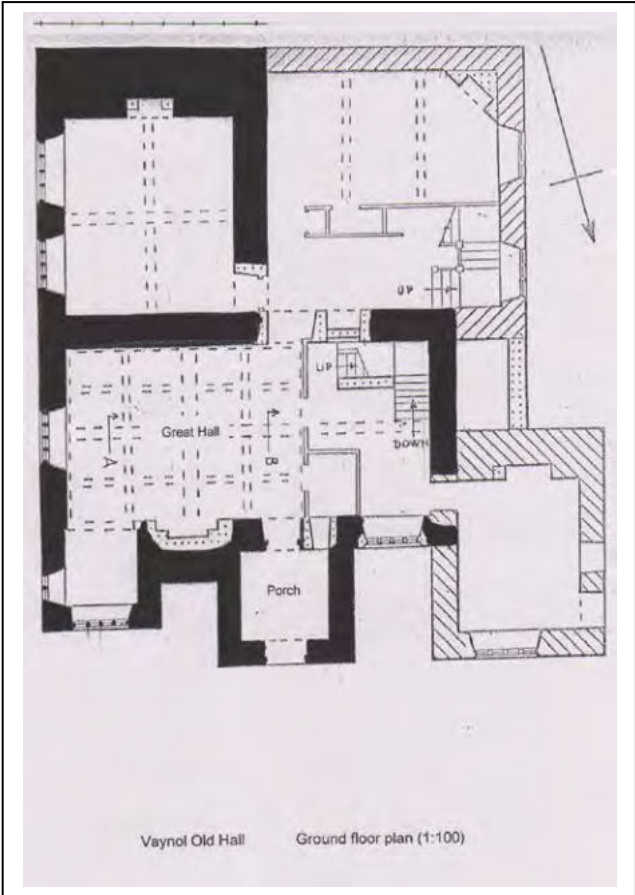 UP
UP
Great Hall
A
B
DOWN
Porch
Vaynol Old Hall Ground floor plan (1:100)